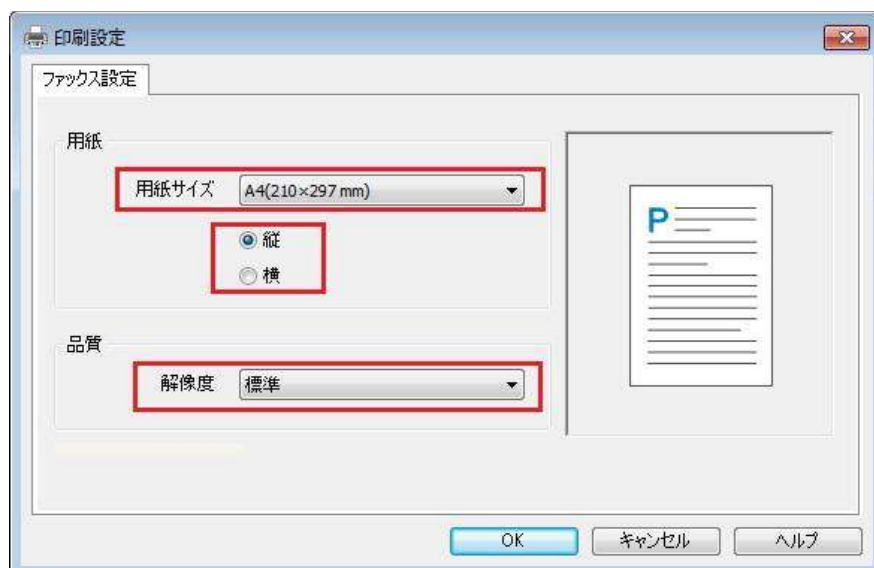 印刷設定
ファックス設定
用紙
用紙サイズ A4(210×297 mm)
縦
横
P
品質
解像度 標準
OK キャンセル ヘルプ